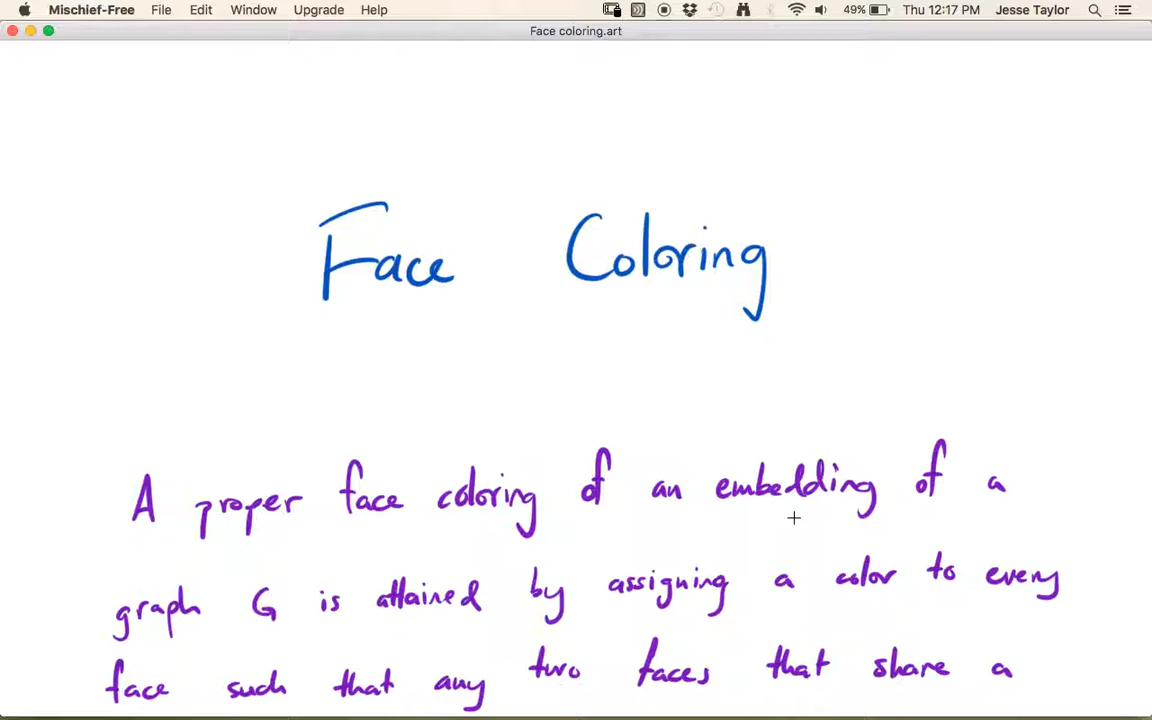 Mischief-Free File Edit Window Upgrade Help 49% Thu 12:17 PM Jesse Taylor
Face coloring.art
Face Coloring
A proper face coloring of an embedding of a
graph G is attained by assigning a color to every
face such that any two faces that share a